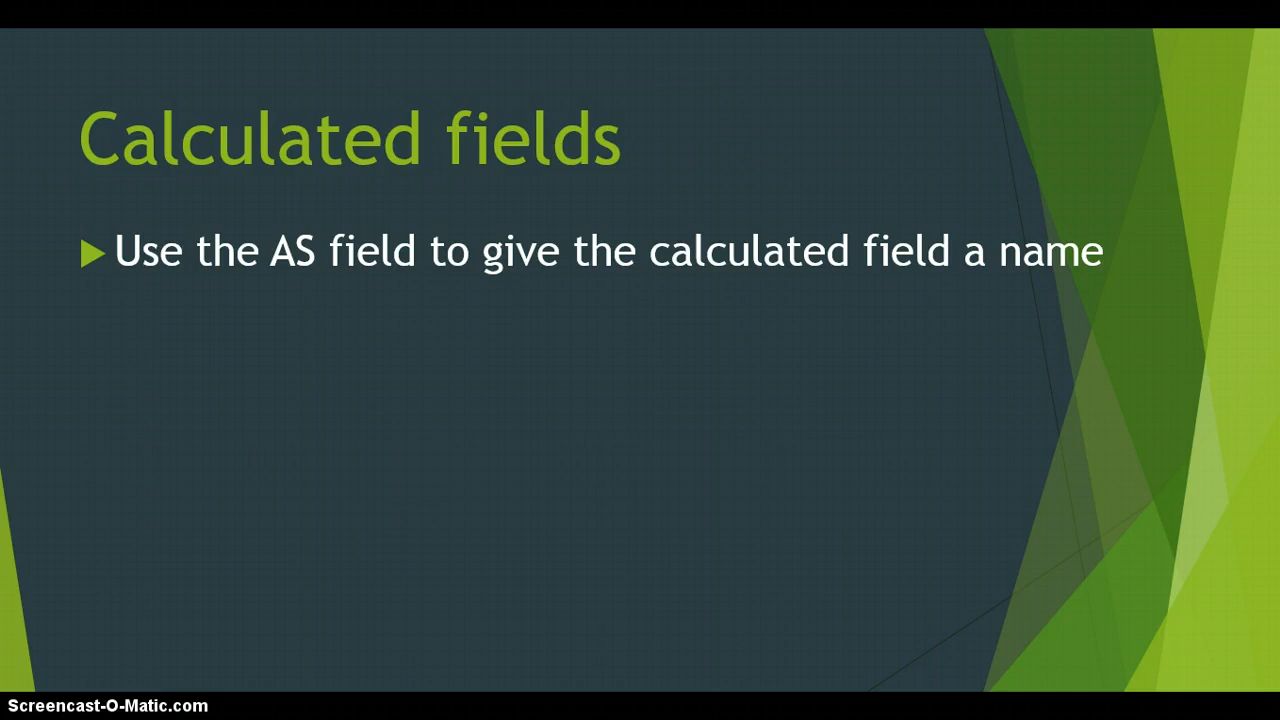 Calculated fields
Use the AS field to give the calculated field a name
Screencast-O-Matic.com